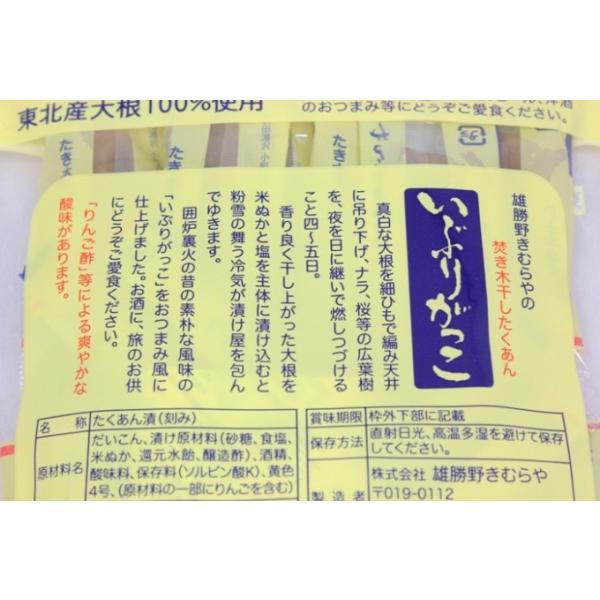 東北産大根100%使用
のおつまみ等にどうぞご愛食ください。
雄勝野きむらやの
焚き木干したくあん
いぶりがっこ
真白な大根を細ひもで編み天井
に吊り下げ、ナラ、桜等の広葉樹
を、夜を日に継いで燃しつづける
こと四〜五日。
香り良く干し上がった大根を
米ぬかと塩を主体に漬け込むと
粉雪の舞う冷気が漬け屋を包ん
でゆきます。
囲炉裏火の昔の素朴な風味の
「いぶりがっこ」をおつまみ風に
仕上げました。お酒に、旅のお供
にどうぞご愛食ください。
「りんご酢」等による爽やかな
酸味があります。
名称 たくあん漬(刻み)
原材料名 だいこん、漬け原材料(砂糖、食塩、
米ぬか、還元水飴、醸造酢)、酒精、
酸味料、保存料(ソルビン酸K)、黄色
4号、(原材料の一部にりんごを含む)
賞味期限 枠外下部に記載
保存方法 直射日光、高温多湿を避けて保存
してください。
製造者 株式会社 雄勝野きむらや
〒019-0112